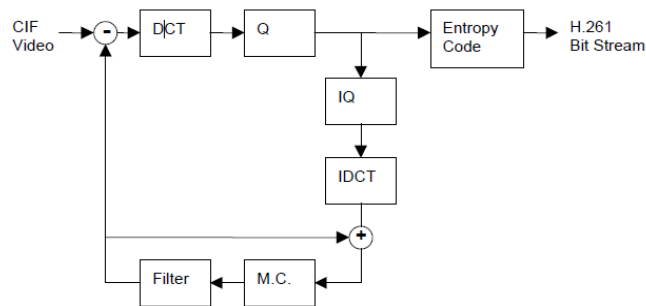 CIF
Video
-
DCT
Q
Entropy
Code
H.261
Bit Stream
IQ
IDCT
+
Filter
M.C.